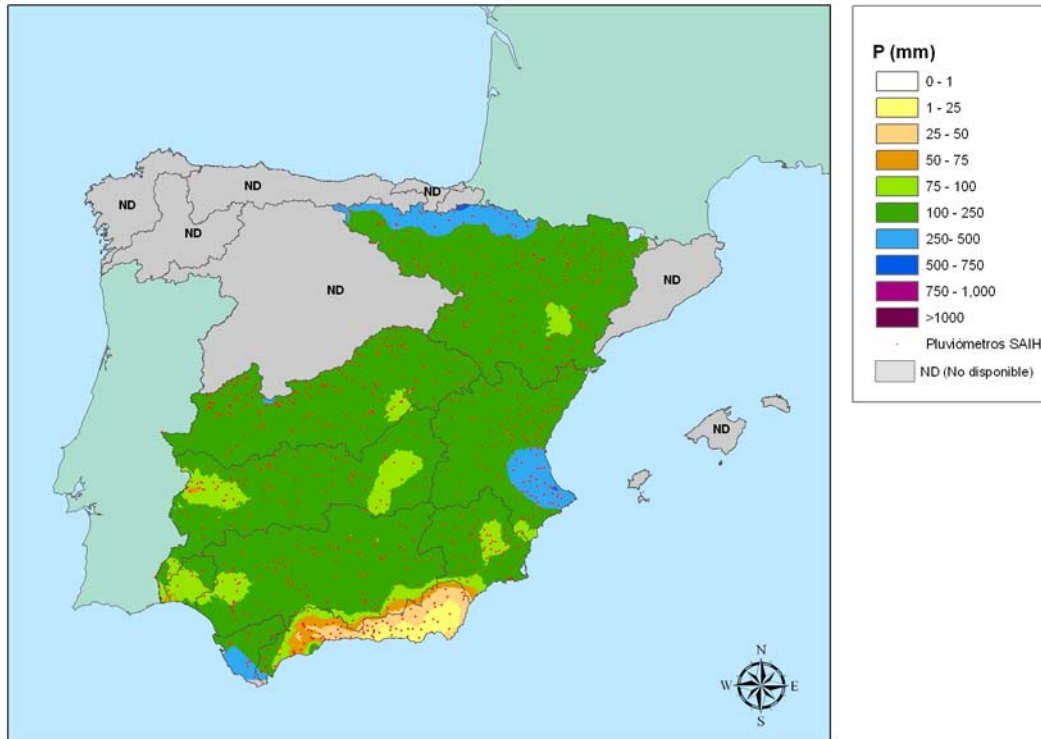 ND
ND
ND
ND
ND
ND
ND
N
W E
S
P (mm)
0 - 1
1 - 25
25 - 50
50 - 75
75 - 100
100 - 250
250- 500
500 - 750
750 - 1,000
>1000
Pluviómetros SAIH
ND (No disponible)